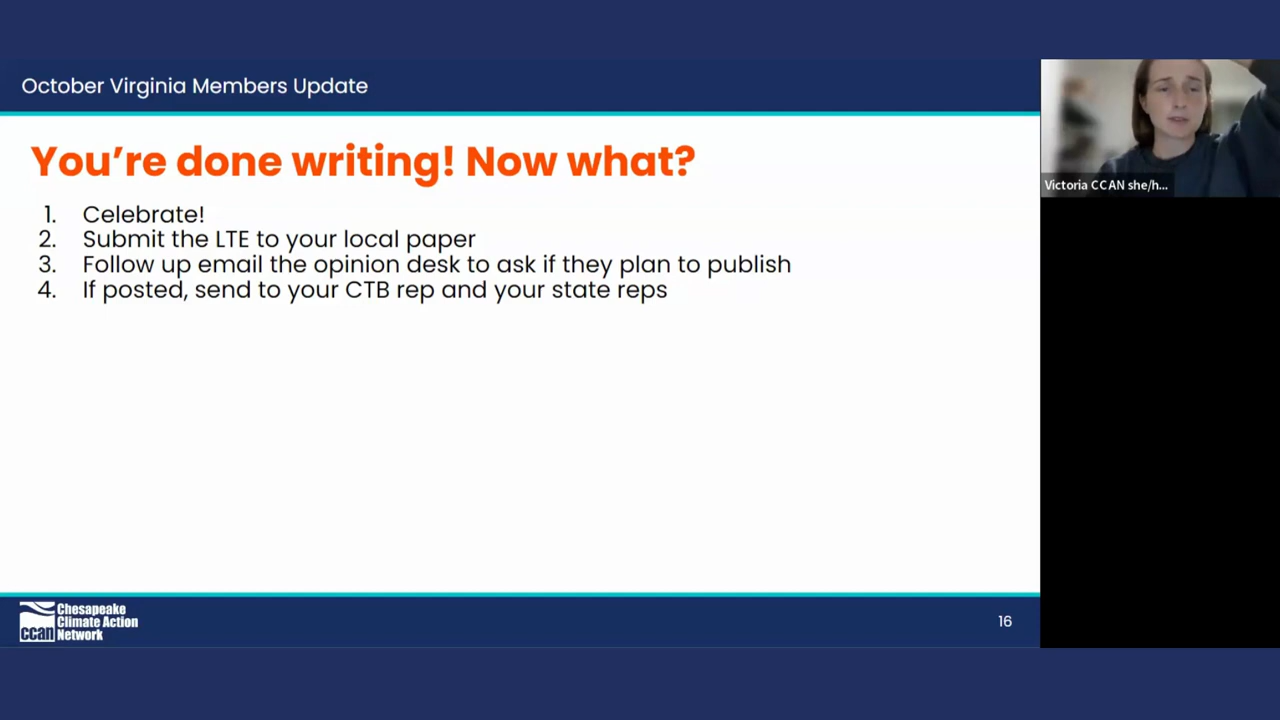 October Virginia Members Update
You're done writing! Now what?
1. Celebrate!
2. Submit the LTE to your local paper
3. Follow up email the opinion desk to ask if they plan to publish
4. If posted, send to your CTB rep and your state reps
Victoria CCAN she/h...
ccan
Chesapeake
Climate Action
Network
16